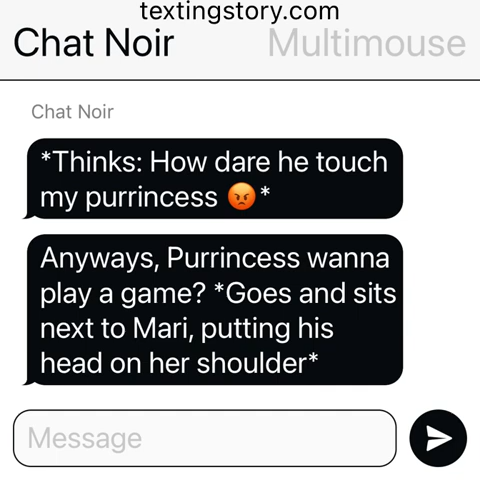 textingstory.com
Chat Noir Multimouse
Chat Noir
*Thinks: How dare he touch
my purrincess 😡*
Anyways, Purrincess wanna
play a game? *Goes and sits
next to Mari, putting his
head on her shoulder*
Message